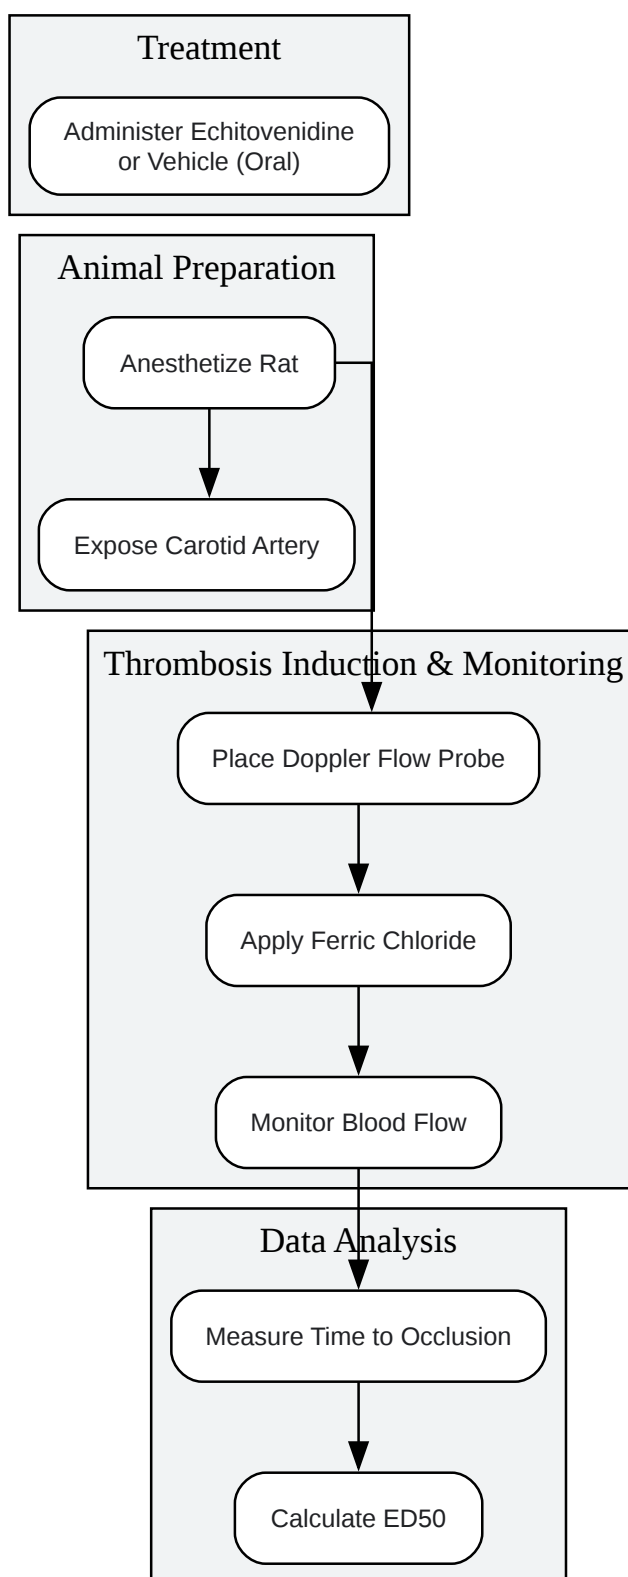 Treatment
Administer Echitovenidine
or Vehicle (Oral)
Animal Preparation
Anesthetize Rat
Expose Carotid Artery
Thrombosis Induction & Monitoring
Place Doppler Flow Probe
Apply Ferric Chloride
Monitor Blood Flow
Data Analysis
Measure Time to Occlusion
Calculate ED50